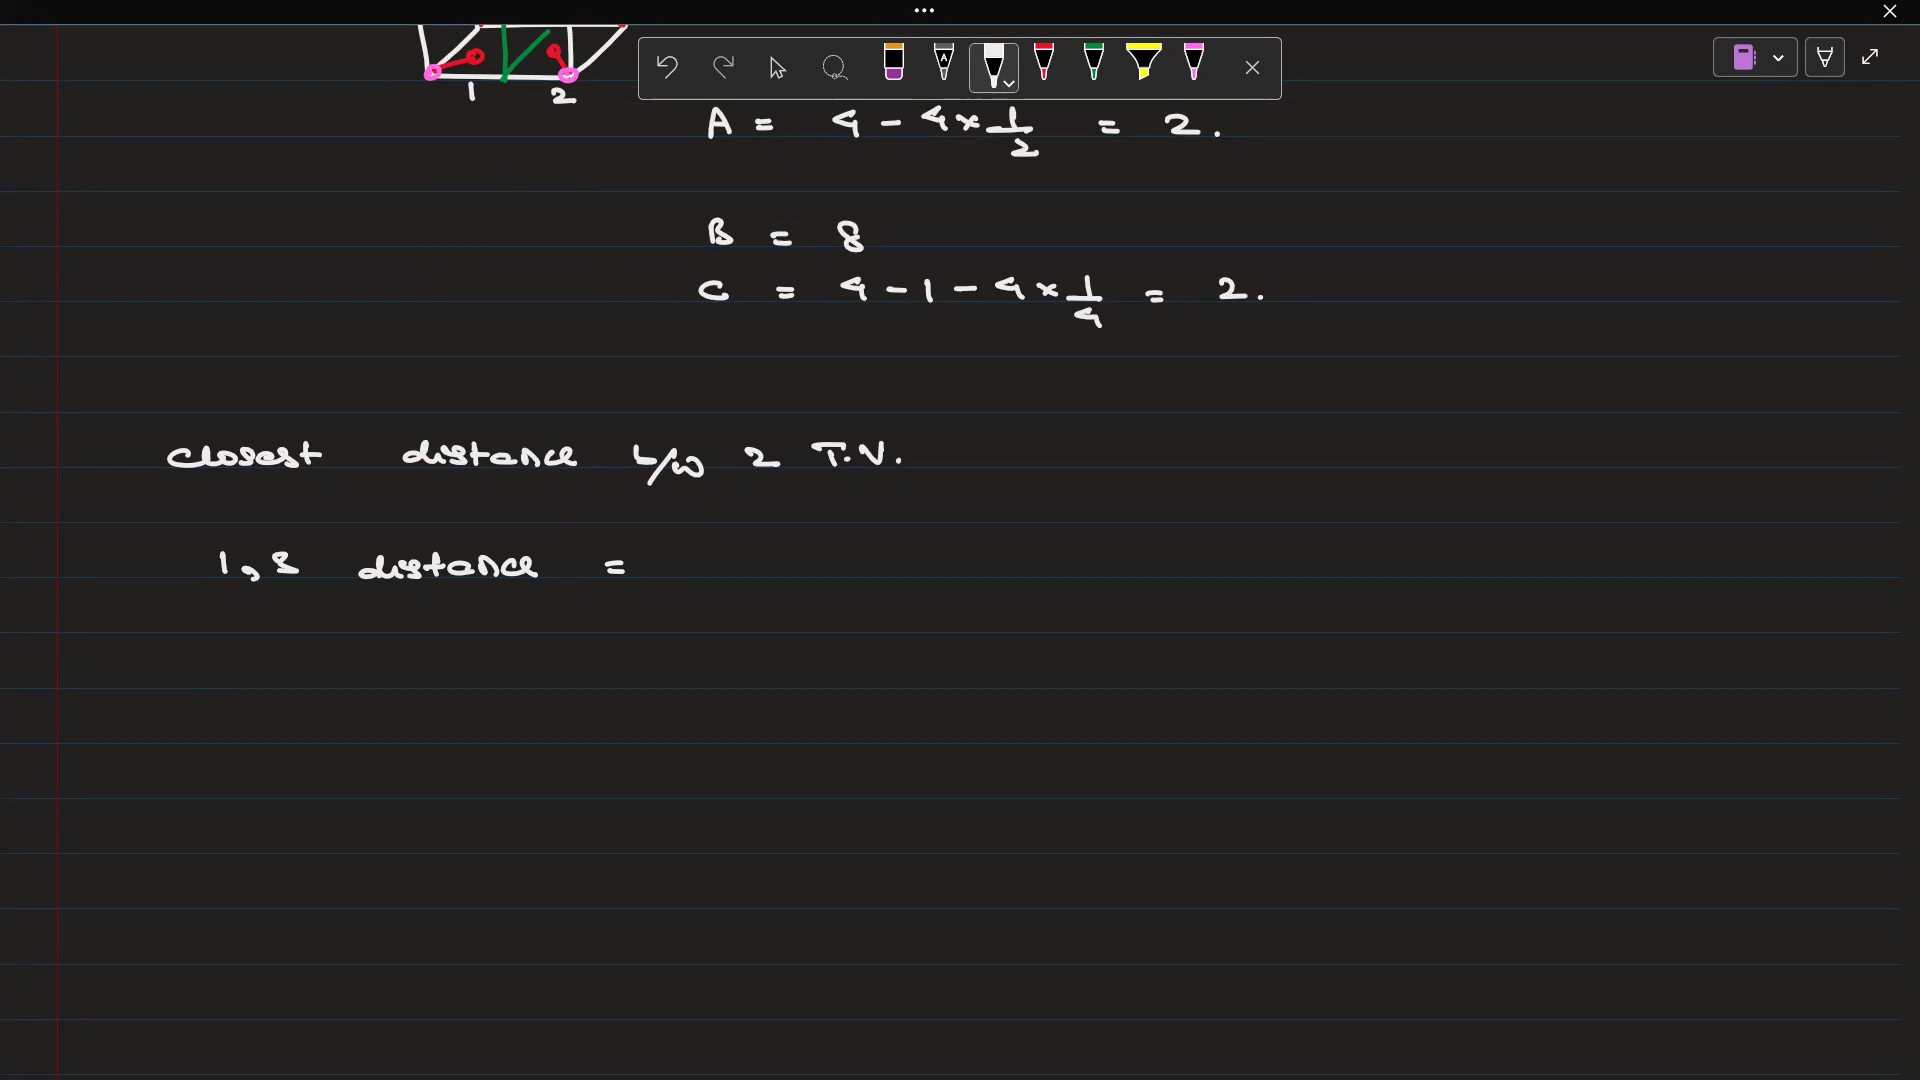 1 2
A = 4 - 4 × 1/2 = 2.
B = 8
C = 4 - 1 - 4 × 1/4 = 2.
closest distance b/w 2 T.V.
1, 3 distance =